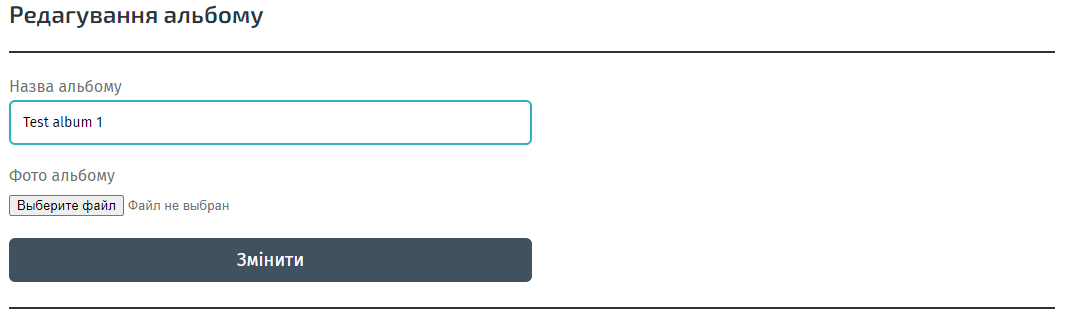 Редагування альбому
Назва альбому
Test album 1
Фото альбому
Выберите файл Файл не выбран
Змінити